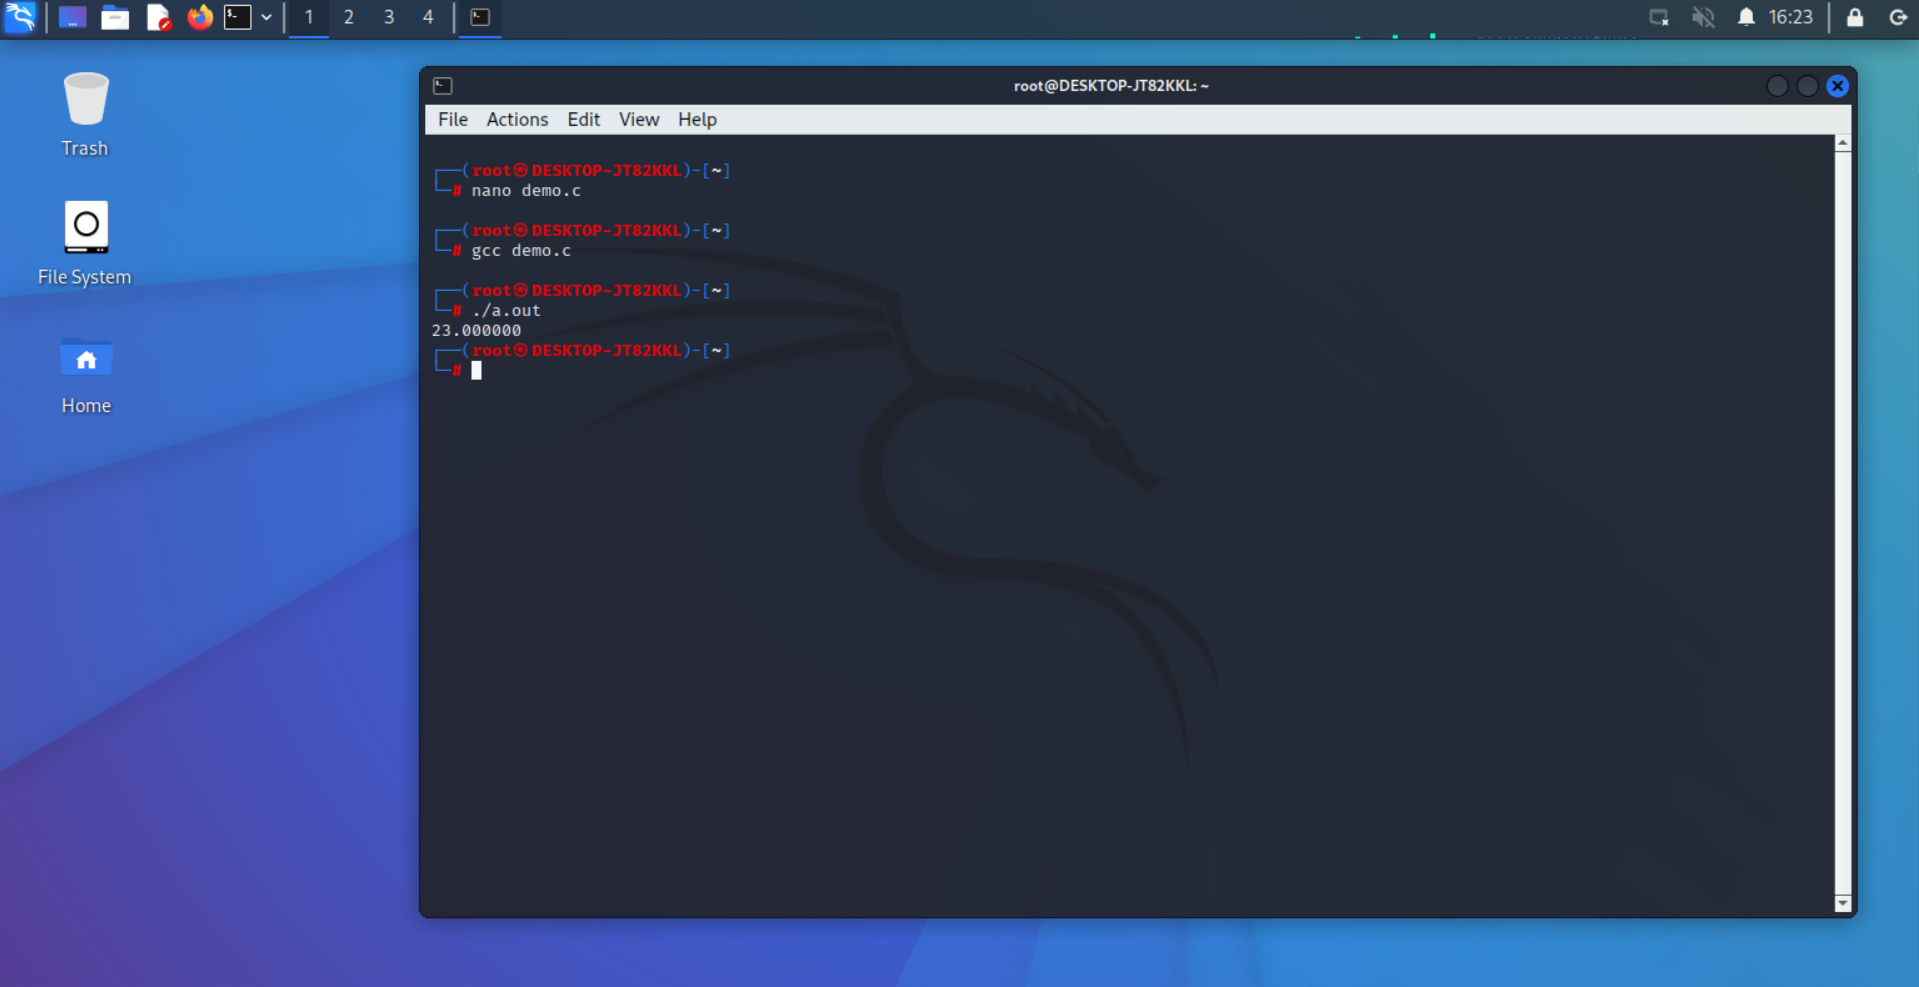 1 2 3 4
16:23
Trash
File System
Home
root@DESKTOP-JT82KKL: ~
File Actions Edit View Help
┌──(root㉿DESKTOP-JT82KKL)-[~]
└─# nano demo.c
┌──(root㉿DESKTOP-JT82KKL)-[~]
└─# gcc demo.c
┌──(root㉿DESKTOP-JT82KKL)-[~]
└─# ./a.out
23.000000
┌──(root㉿DESKTOP-JT82KKL)-[~]
└─#